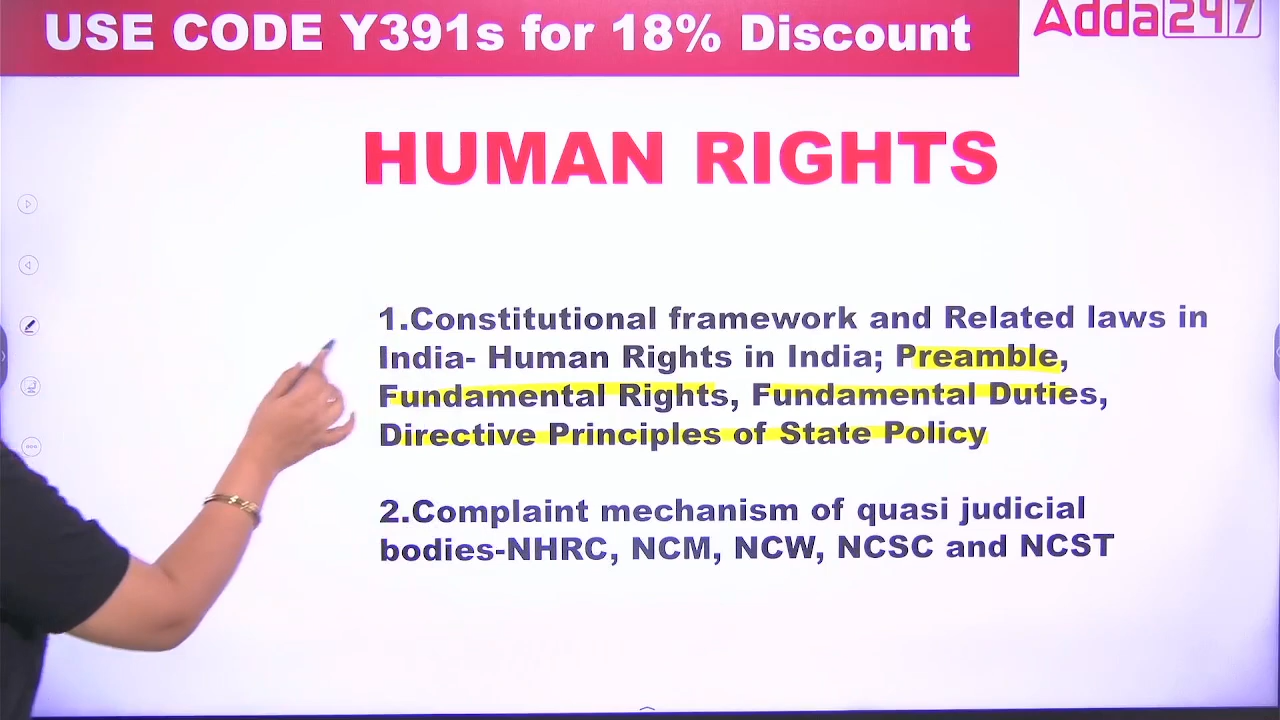 USE CODE Y391s for 18% Discount
Adda247
HUMAN RIGHTS
1.Constitutional framework and Related laws in
India- Human Rights in India; Preamble,
Fundamental Rights, Fundamental Duties,
Directive Principles of State Policy
2.Complaint mechanism of quasi judicial
bodies-NHRC, NCM, NCW, NCSC and NCST